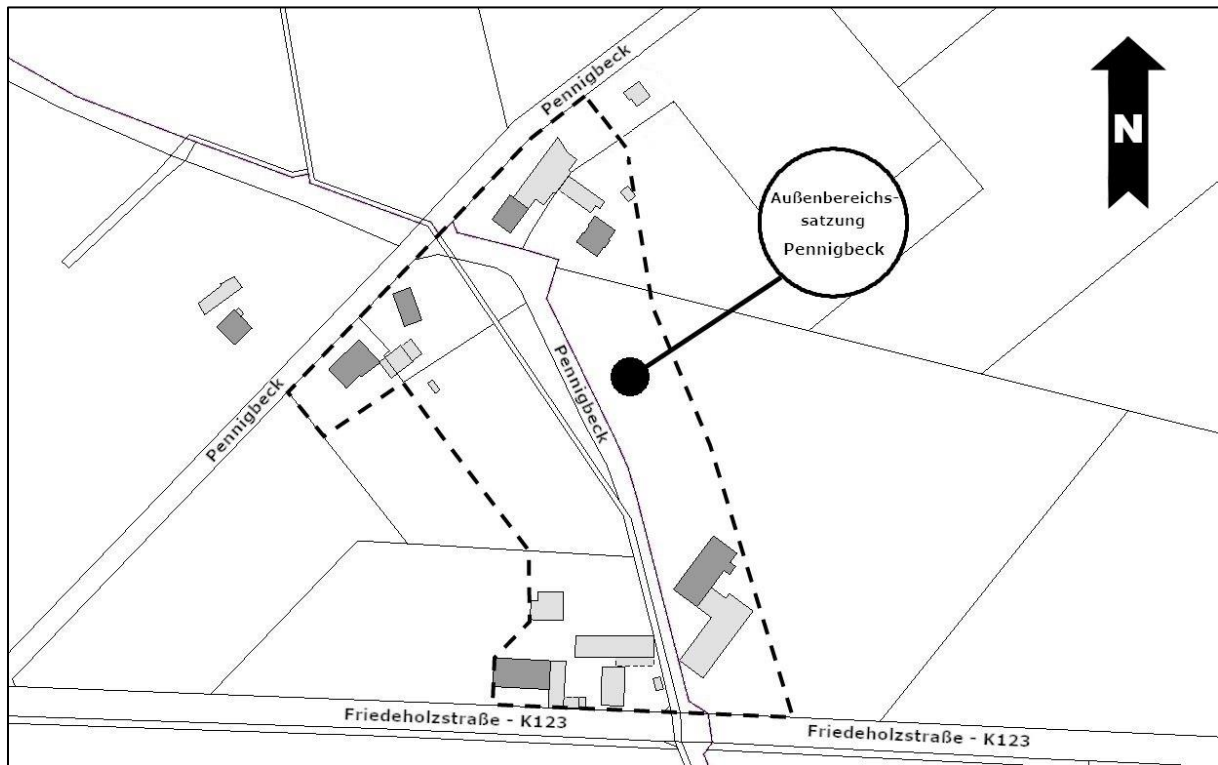 Pennigbeck
N
Außenbereichs-
satzung
Pennigbeck
Pennigbeck
Pennigbeck
Friedeholzstraße - K123
Friedeholzstraße - K123